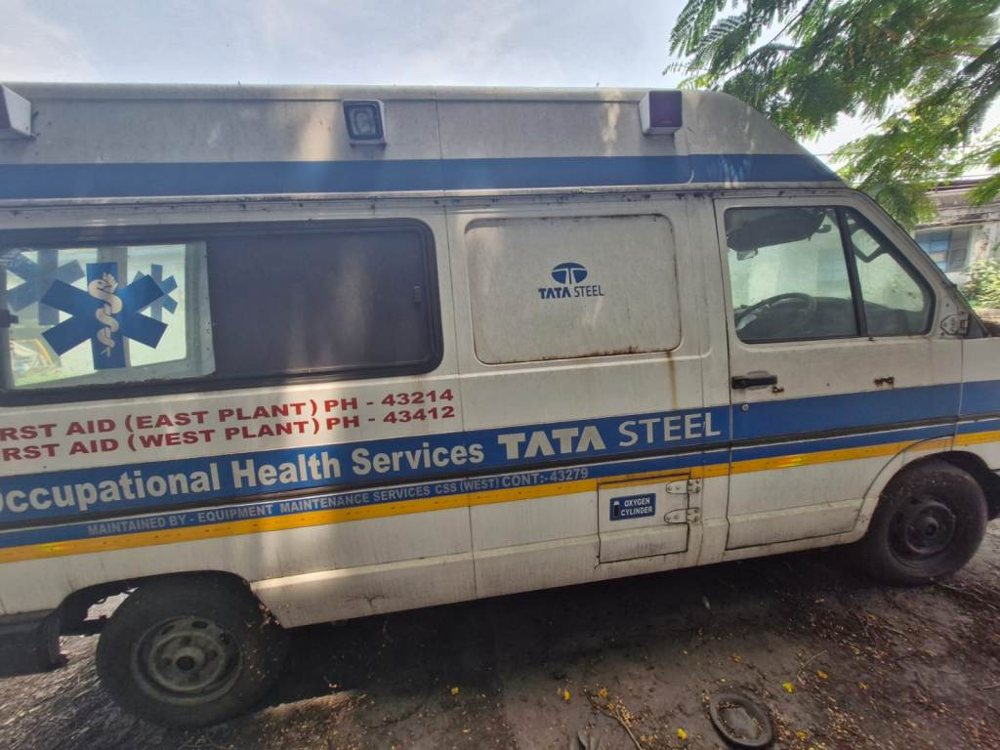 TATA STEEL
RST AID (EAST PLANT) PH - 43214
RST AID (WEST PLANT) PH - 43412
ccupational Health Services TATA STEEL
MAINTAINED BY - EQUIPMENT MAINTENANCE SERVICES CSS (WEST) CONT:- 43279
OXYGEN
CYLINDER